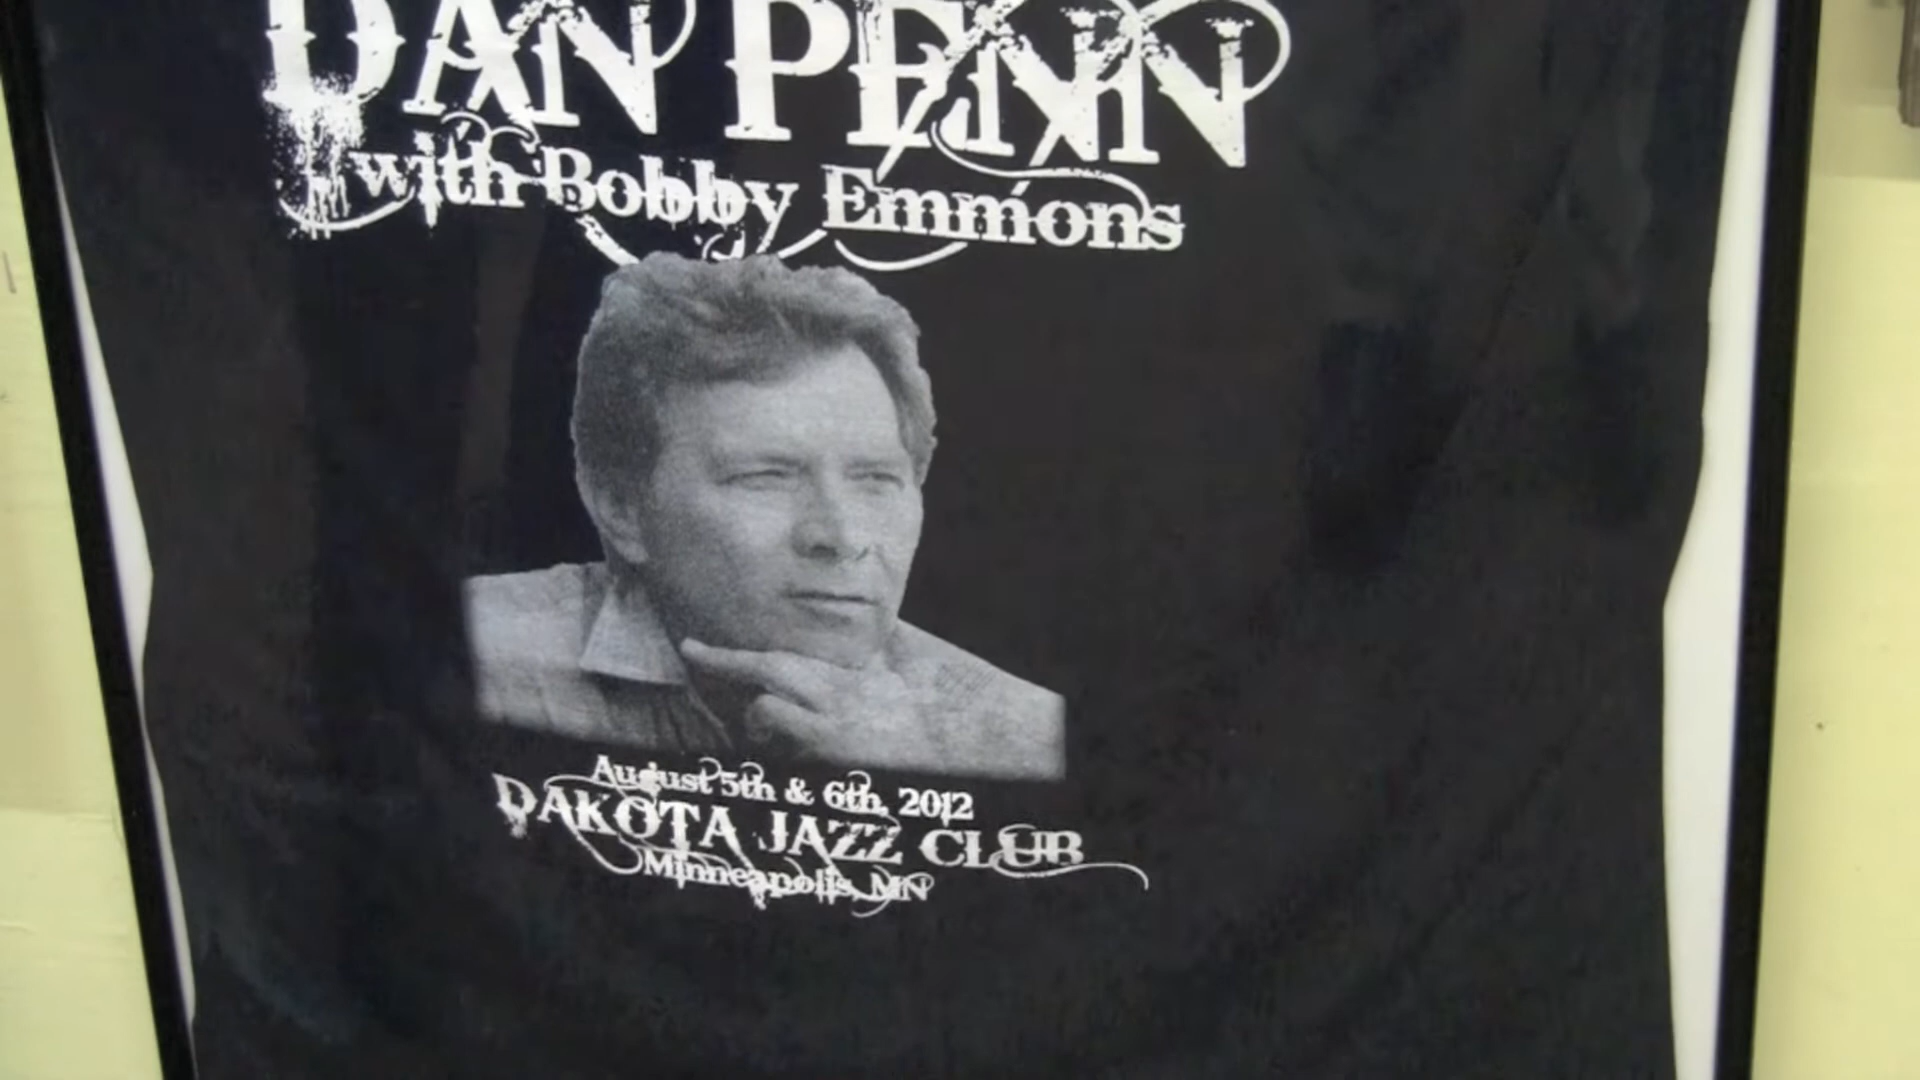 DAN PENN
with Bobby Emmons
August 5th & 6th, 2012
DAKOTA JAZZ CLUB
Minneapolis, MN